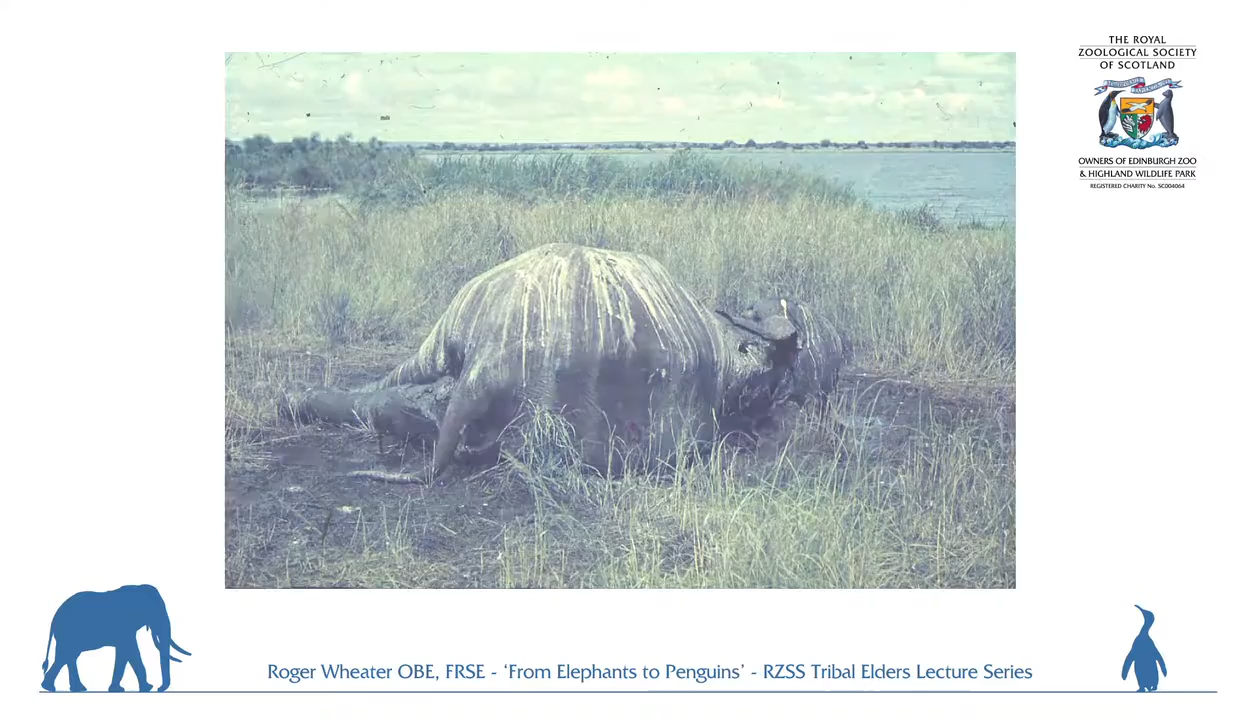 THE ROYAL
ZOOLOGICAL SOCIETY
OF SCOTLAND
OWNERS OF EDINBURGH ZOO
& HIGHLAND WILDLIFE PARK
REGISTERED CHARITY No. SC004064
Roger Wheater OBE, FRSE - ‘From Elephants to Penguins’ - RZSS Tribal Elders Lecture Series